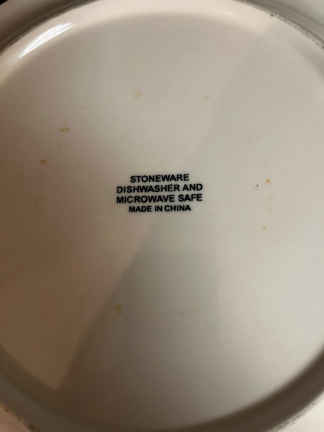 STONEWARE
DISHWASHER AND
MICROWAVE SAFE
MADE IN CHINA